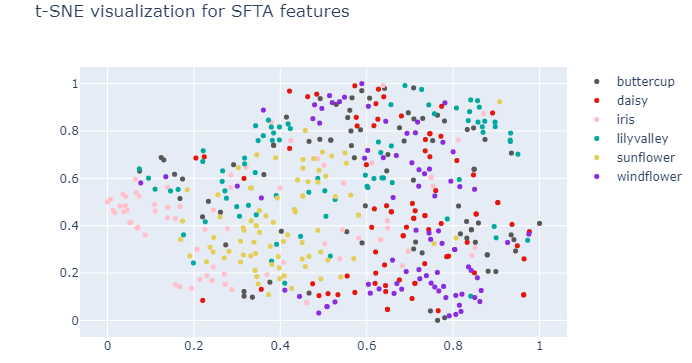 t-SNE visualization for SFTA features
1
0.8
0.6
0.4
0.2
0
0
0.2
0.4
0.6
0.8
1
buttercup
daisy
iris
lilyvalley
sunflower
windflower